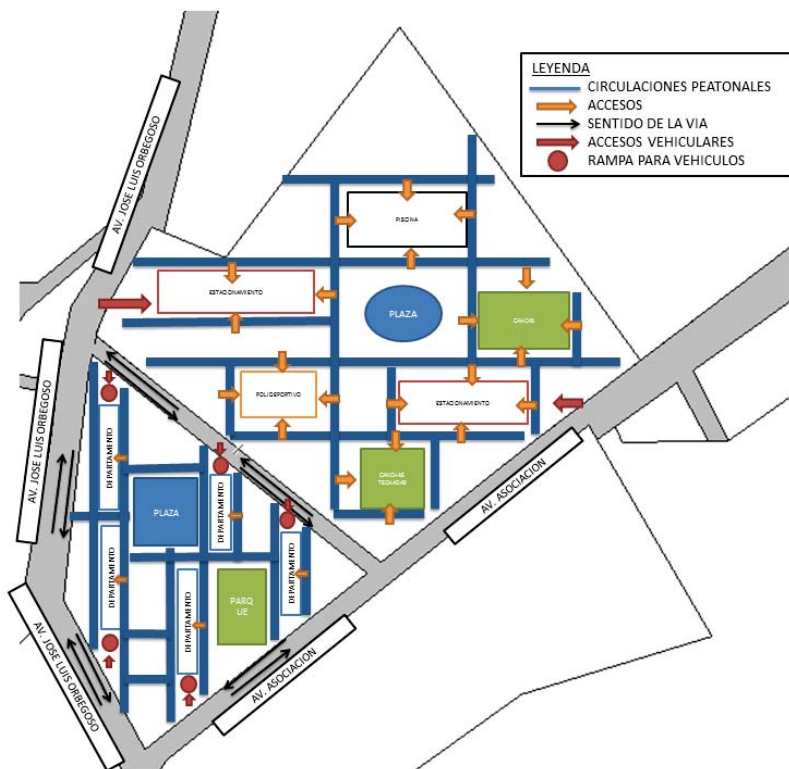 LEYENDA
CIRCULACIONES PEATONALES
ACCESOS
SENTIDO DE LA VIA
ACCESOS VEHICULARES
RAMPA PARA VEHICULOS
AV. JOSE LUIS ORBEGOSO
PISCINA
ESTACIONAMIENTO
PLAZA
CANCHAS
AV. JOSE LUIS ORBEGOSO
POLIDEPORTIVO
ESTACIONAMIENTO
DEPARTAMENTO
CANCHAS
TECHADAS
DEPARTAMENTO
PLAZA
AV. ASOCIACION
DEPARTAMENTO
DEPARTAMENTO
DEPARTAMENTO
PARQ
UE
AV. JOSE LUIS ORBEGOSO
AV. ASOCIACION